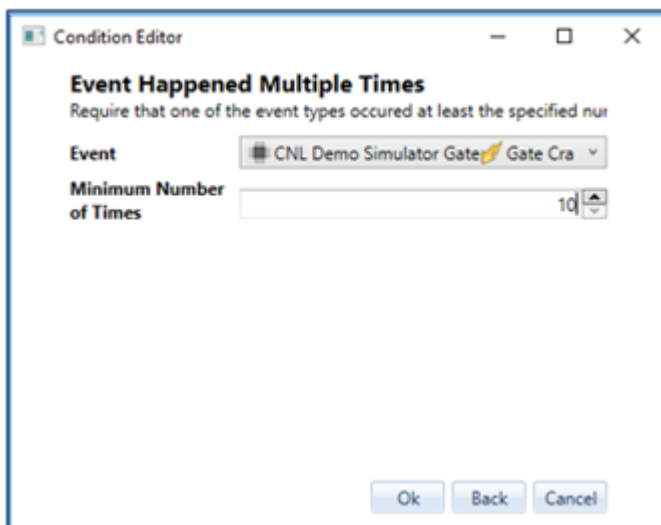 Condition Editor
Event Happened Multiple Times
Require that one of the event types occured at least the specified nur
Event
CNL Demo Simulator Gate Gate Cra
Minimum Number
of Times
10
Ok Back Cancel